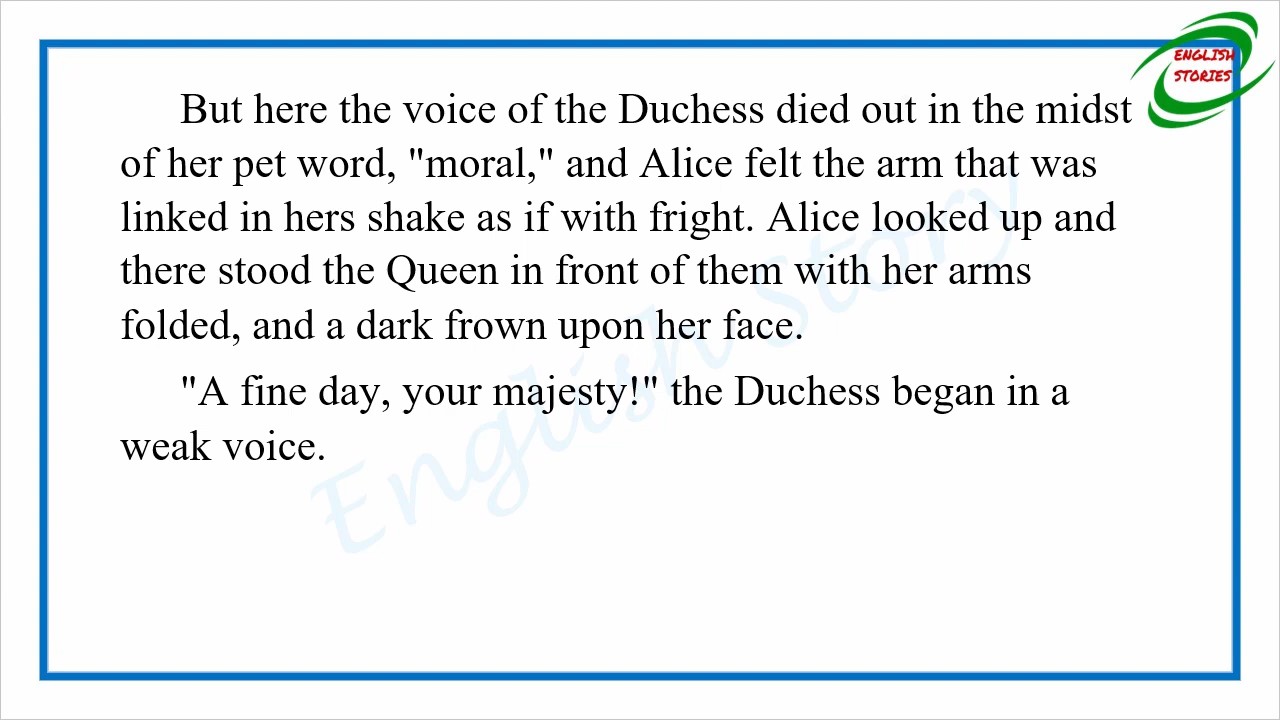 ENGLISH
STORIES
But here the voice of the Duchess died out in the midst
of her pet word, "moral," and Alice felt the arm that was
linked in hers shake as if with fright. Alice looked up and
there stood the Queen in front of them with her arms
folded, and a dark frown upon her face.
"A fine day, your majesty!" the Duchess began in a
weak voice.
English Story